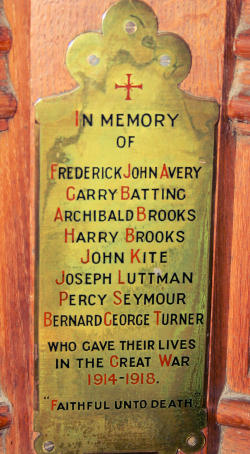 IN MEMORY
OF
FREDERICK JOHN AVERY
GARRY BATTING
ARCHIBALD BROOKS
HARRY BROOKS
JOHN KITE
JOSEPH LUTTMAN
PERCY SEYMOUR
BERNARD GEORGE TURNER
WHO GAVE THEIR LIVES
IN THE GREAT WAR
1914-1918.
"FAITHFUL UNTO DEATH."